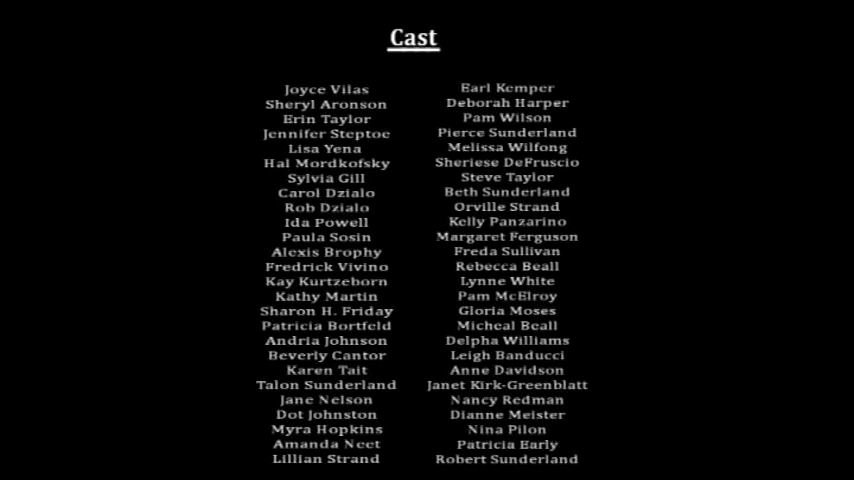 Cast
Joyce Vilas
Sheryl Aronson
Erin Taylor
Jennifer Steptoe
Lisa Yena
Hal Mordkofsky
Sylvia Gill
Carol Dzialo
Rob Dzialo
Ida Powell
Paula Sosin
Alexis Brophy
Fredrick Vivino
Kay Kurtzeborn
Kathy Martin
Sharon H. Friday
Patricia Bortfeld
Andria Johnson
Beverly Cantor
Karen Tait
Talon Sunderland
Jane Nelson
Dot Johnston
Myra Hopkins
Amanda Neet
Lillian Strand
Earl Kemper
Deborah Harper
Pam Wilson
Pierce Sunderland
Melissa Wilfong
Sheriese DeFruscio
Steve Taylor
Beth Sunderland
Orville Strand
Kelly Panzarino
Margaret Ferguson
Freda Sullivan
Rebecca Beall
Lynne White
Pam McElroy
Gloria Moses
Micheal Beall
Delpha Williams
Leigh Banducci
Anne Davidson
Janet Kirk-Greenblatt
Nancy Redman
Dianne Meister
Nina Pilon
Patricia Early
Robert Sunderland